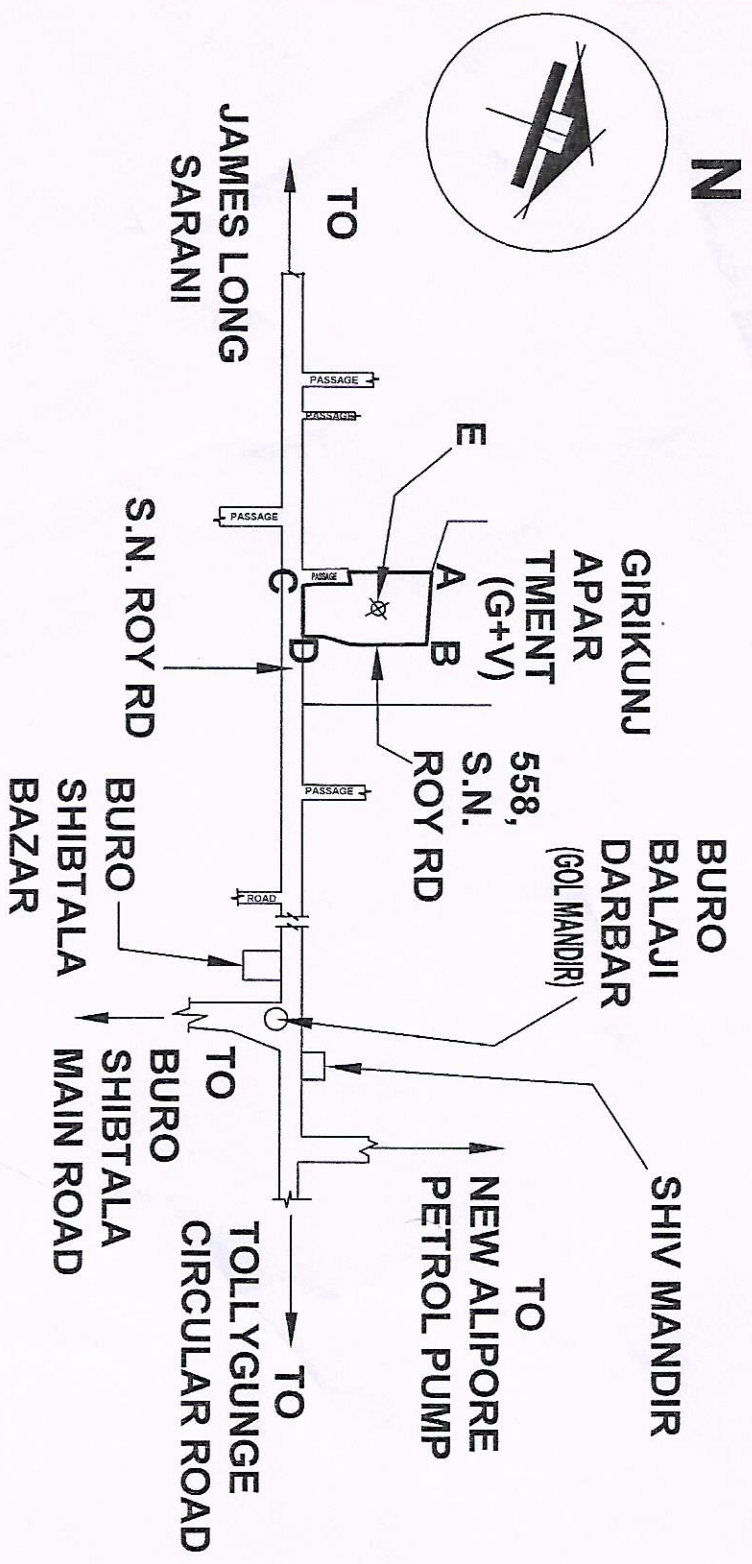 N
TO
JAMES LONG
SARANI
PASSAGE
PASSAGE
PASSAGE
S.N. ROY RD
E
GIRIKUNJ
APAR
TMENT
(G+V)
A
B
PASSAGE
C
D
558,
S.N.
ROY RD
PASSAGE
ROAD
BURO
SHIBTALA
BAZAR
BURO
BALAJI
DARBAR
(GOL MANDIR)
TO
BURO
SHIBTALA
MAIN ROAD
SHIV MANDIR
TO
NEW ALIPORE
PETROL PUMP
TO
TOLLYGUNGE
CIRCULAR ROAD